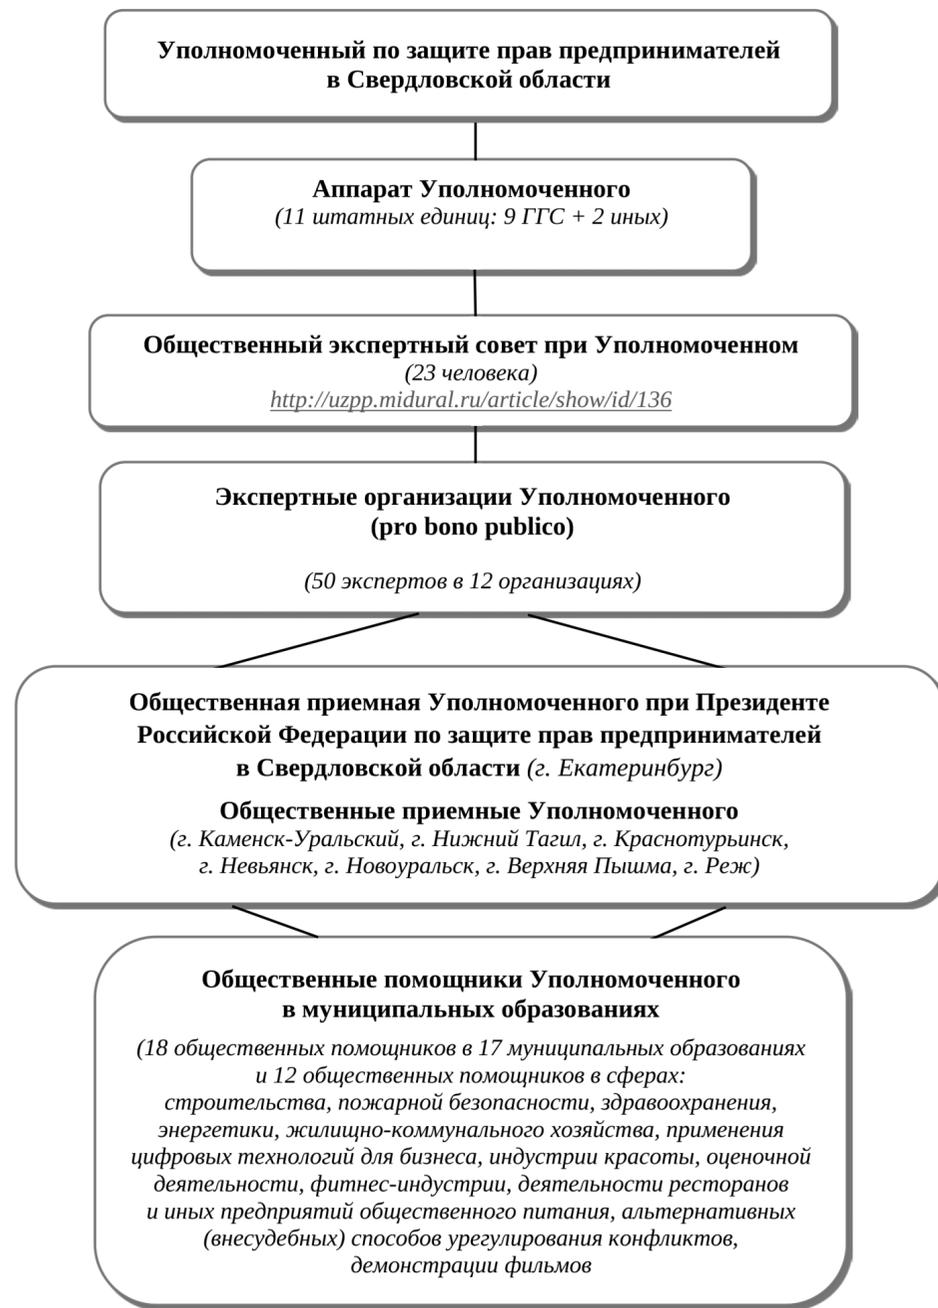 Уполномоченный по защите прав предпринимателей
в Свердловской области
Аппарат Уполномоченного
(11 штатных единиц: 9 ГГС + 2 иных)
Общественный экспертный совет при Уполномоченном
(23 человека)
http://uzpp.midural.ru/article/show/id/136
Экспертные организации Уполномоченного
(pro bono publico)
(50 экспертов в 12 организациях)
Общественная приемная Уполномоченного при Президенте
Российской Федерации по защите прав предпринимателей
в Свердловской области (г. Екатеринбург)
Общественные приемные Уполномоченного
(г. Каменск-Уральский, г. Нижний Тагил, г. Краснотурьинск,
г. Невьянск, г. Новоуральск, г. Верхняя Пышма, г. Реж)
Общественные помощники Уполномоченного
в муниципальных образованиях
(18 общественных помощников в 17 муниципальных образованиях
и 12 общественных помощников в сферах:
строительства, пожарной безопасности, здравоохранения,
энергетики, жилищно-коммунального хозяйства, применения
цифровых технологий для бизнеса, индустрии красоты, оценочной
деятельности, фитнес-индустрии, деятельности ресторанов
и иных предприятий общественного питания, альтернативных
(внесудебных) способов урегулирования конфликтов,
демонстрации фильмов